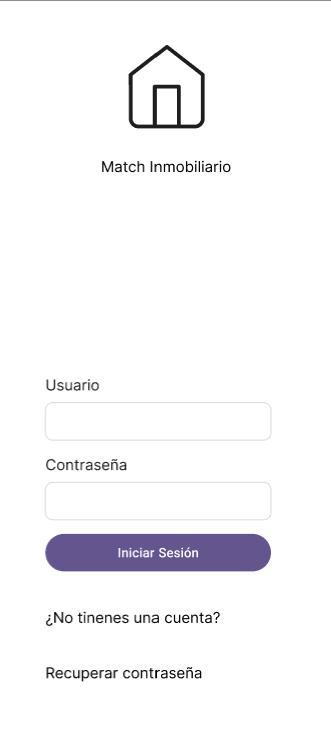 Match Inmobiliario
Usuario
Contraseña
Iniciar Sesión
¿No tinenes una cuenta?
Recuperar contraseña